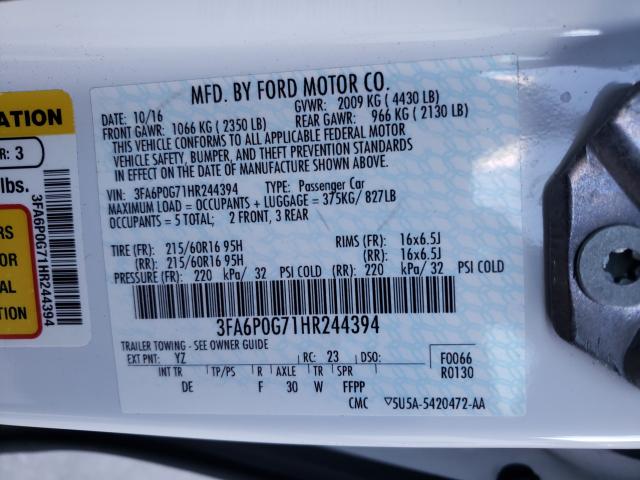 MFD. BY FORD MOTOR CO.
DATE: 10/16 GVWR: 2009 KG ( 4430 LB)
FRONT GAWR: 1066 KG ( 2350 LB) REAR GAWR: 966 KG ( 2130 LB)
THIS VEHICLE CONFORMS TO ALL APPLICABLE FEDERAL MOTOR
VEHICLE SAFETY, BUMPER, AND THEFT PREVENTION STANDARDS
IN EFFECT ON THE DATE OF MANUFACTURE SHOWN ABOVE.
VIN: 3FA6P0G71HR244394 TYPE: Passenger Car
MAXIMUM LOAD = OCCUPANTS + LUGGAGE = 375KG/ 827LB
OCCUPANTS = 5 TOTAL; 2 FRONT, 3 REAR
TIRE (FR): 215/60R16 95H RIMS (FR): 16x6.5J
(RR): 215/60R16 95H (RR): 16x6.5J
PRESSURE (FR): 220 kPa/ 32 PSI COLD (RR): 220 kPa/ 32 PSI COLD
3FA6P0G71HR244394
TRAILER TOWING - SEE OWNER GUIDE
EXT PNT: YZ RC: 23 DSO: F0066
INT TR TP/PS R AXLE TR SPR R0130
DE F 30 W FFPP
CMC 5U5A-5420472-AA
ATION
R: 3
lbs.
3FA6P0G71HR244394
RS
OR
AL
S